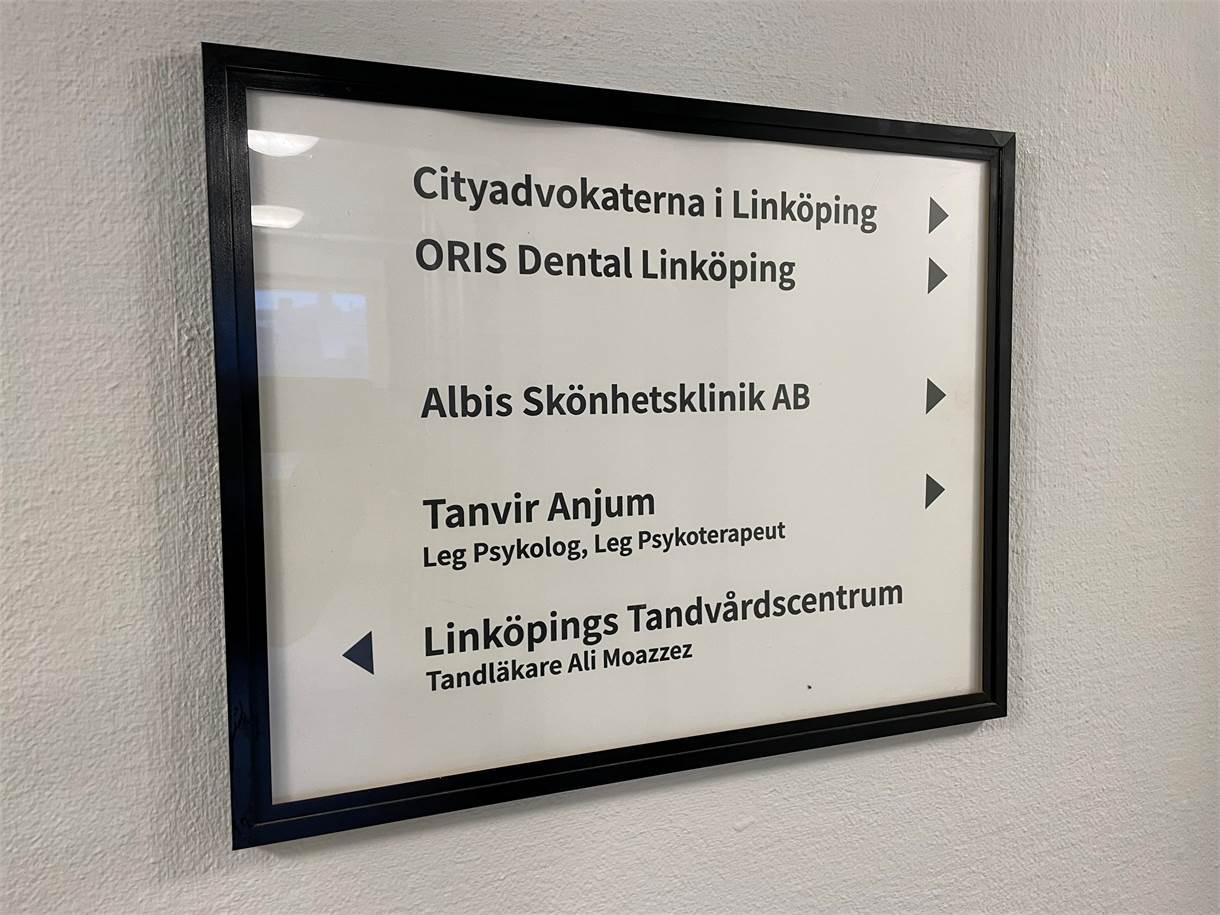 Cityadvokaterna i Linköping
ORIS Dental Linköping
Albis Skönhetsklinik AB
Tanvir Anjum
Leg Psykolog, Leg Psykoterapeut
Linköpings Tandvårdscentrum
Tandläkare Ali Moazzez